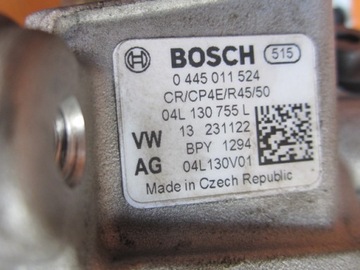 BOSCH 515
0 445 011 524
CR/CP4E/R45/50
04L 130 755 L
VW 13 231122
BPY 1294
AG 04L130V01
Made in Czech Republic